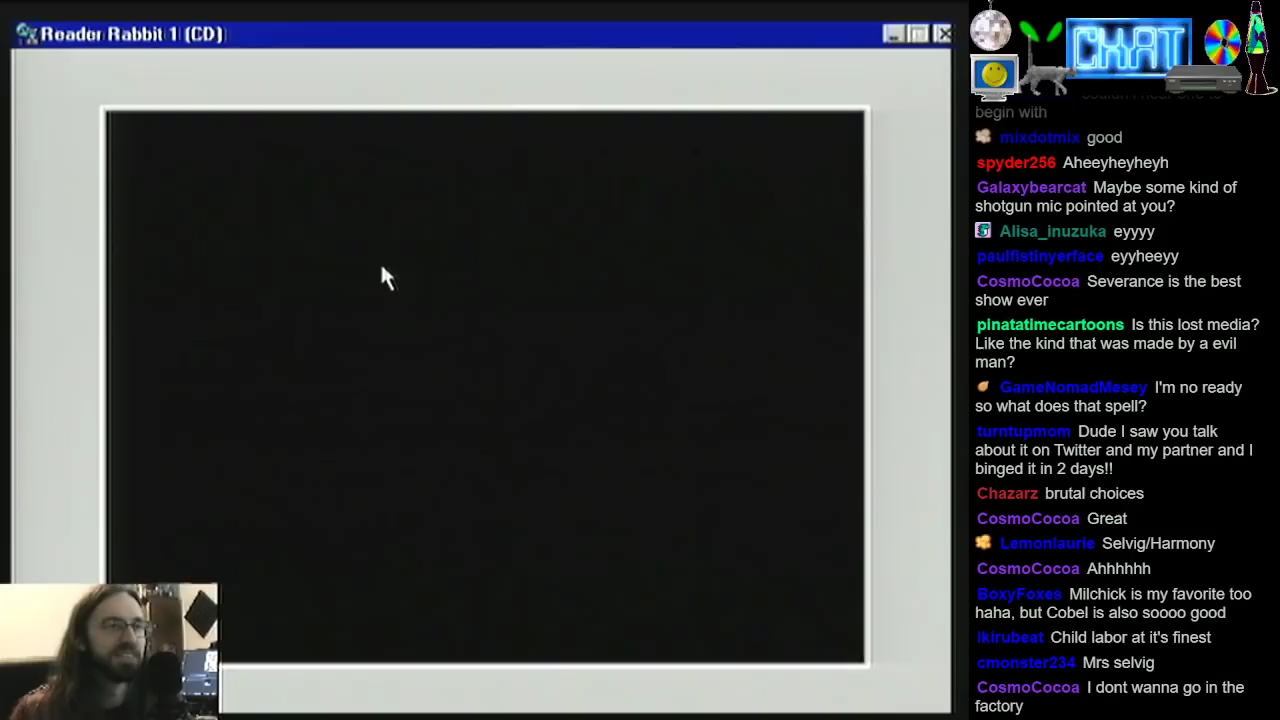 Reader Rabbit 1 (CD)
CHAT
begin with
mixdotmix good
spyder256 Aheeyheyheyh
Galaxybearcat Maybe some kind of
shotgun mic pointed at you?
Alisa_inuzuka eyyyy
paulfistinyerface eyyheeyy
CosmoCocoa Severance is the best
show ever
pinatatimecartoons Is this lost media?
Like the kind that was made by a evil
man?
GameNomadMesey I'm no ready
so what does that spell?
turntupmom Dude I saw you talk
about it on Twitter and my partner and I
binged it in 2 days!!
Chazarz brutal choices
CosmoCocoa Great
Lemonlaurie Selvig/Harmony
CosmoCocoa Ahhhhhh
BoxyFoxes Milchick is my favorite too
haha, but Cobel is also soooo good
Ikirubeat Child labor at it's finest
cmonster234 Mrs selvig
CosmoCocoa I dont wanna go in the
factory